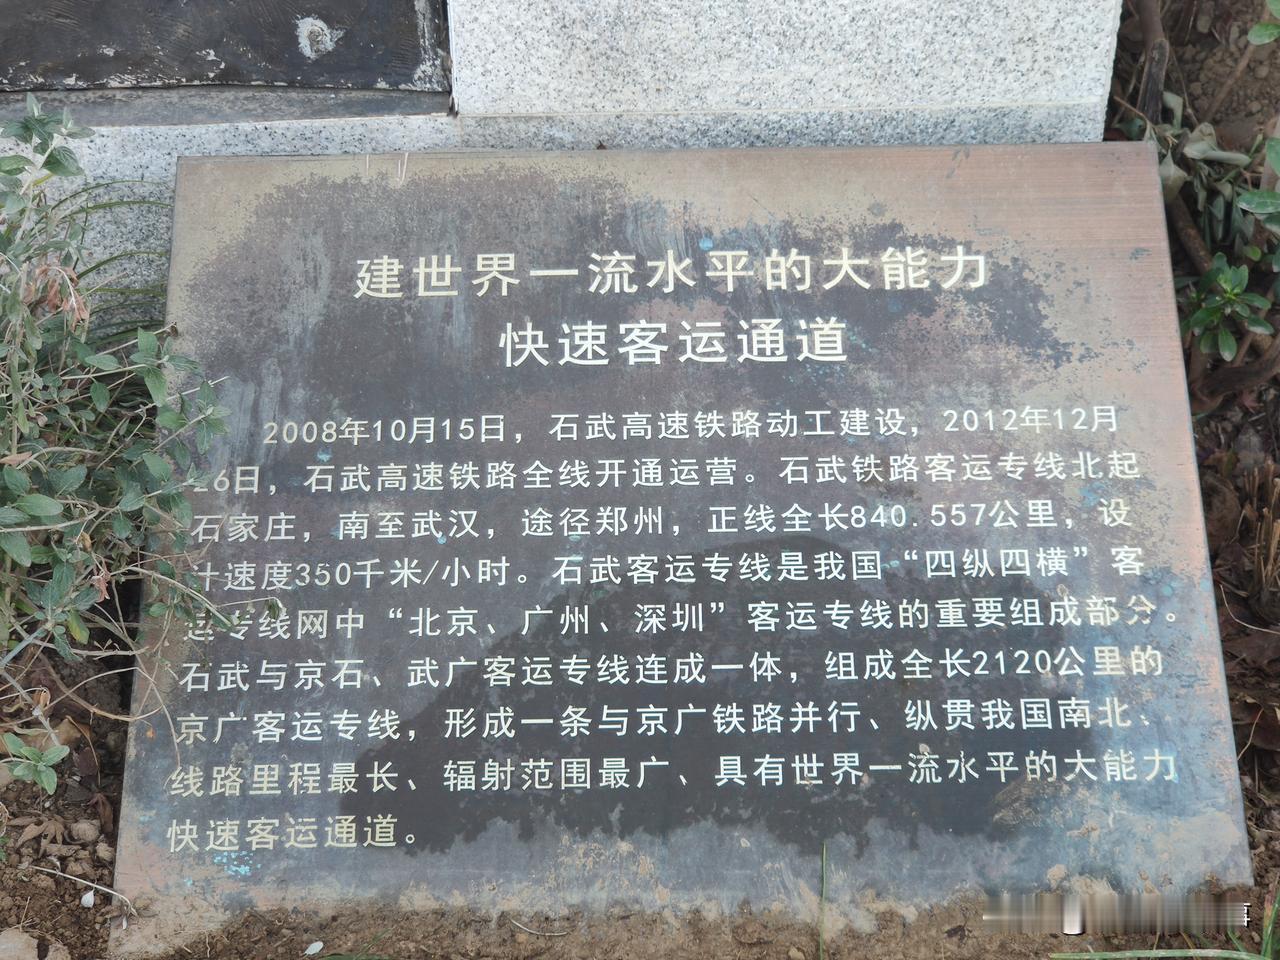 建世界一流水平的大能力
快速客运通道
2008年10月15日，石武高速铁路动工建设，2012年12月
26日，石武高速铁路全线开通运营。石武铁路客运专线北起
石家庄，南至武汉，途径郑州，正线全长840.557公里，设
计速度350千米/小时。石武客运专线是我国“四纵四横”客
运专线网中“北京、广州、深圳”客运专线的重要组成部分。
石武与京石、武广客运专线连成一体，组成全长2120公里的
京广客运专线，形成一条与京广铁路并行、纵贯我国南北、
线路里程最长、辐射范围最广、具有世界一流水平的大能力
快速客运通道。